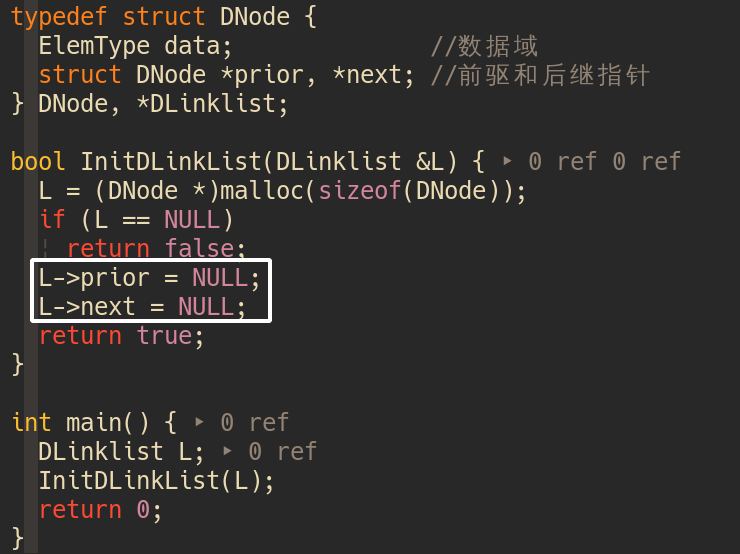 typedef struct DNode {
  ElemType data;              //数据域
  struct DNode *prior, *next; //前驱和后继指针
} DNode, *DLinklist;

bool InitDLinkList(DLinklist &L) { ▸ 0 ref 0 ref
  L = (DNode *)malloc(sizeof(DNode));
  if (L == NULL)
    return false;
  L->prior = NULL;
  L->next = NULL;
  return true;
}

int main() { ▸ 0 ref
  DLinklist L; ▸ 0 ref
  InitDLinkList(L);
  return 0;
}